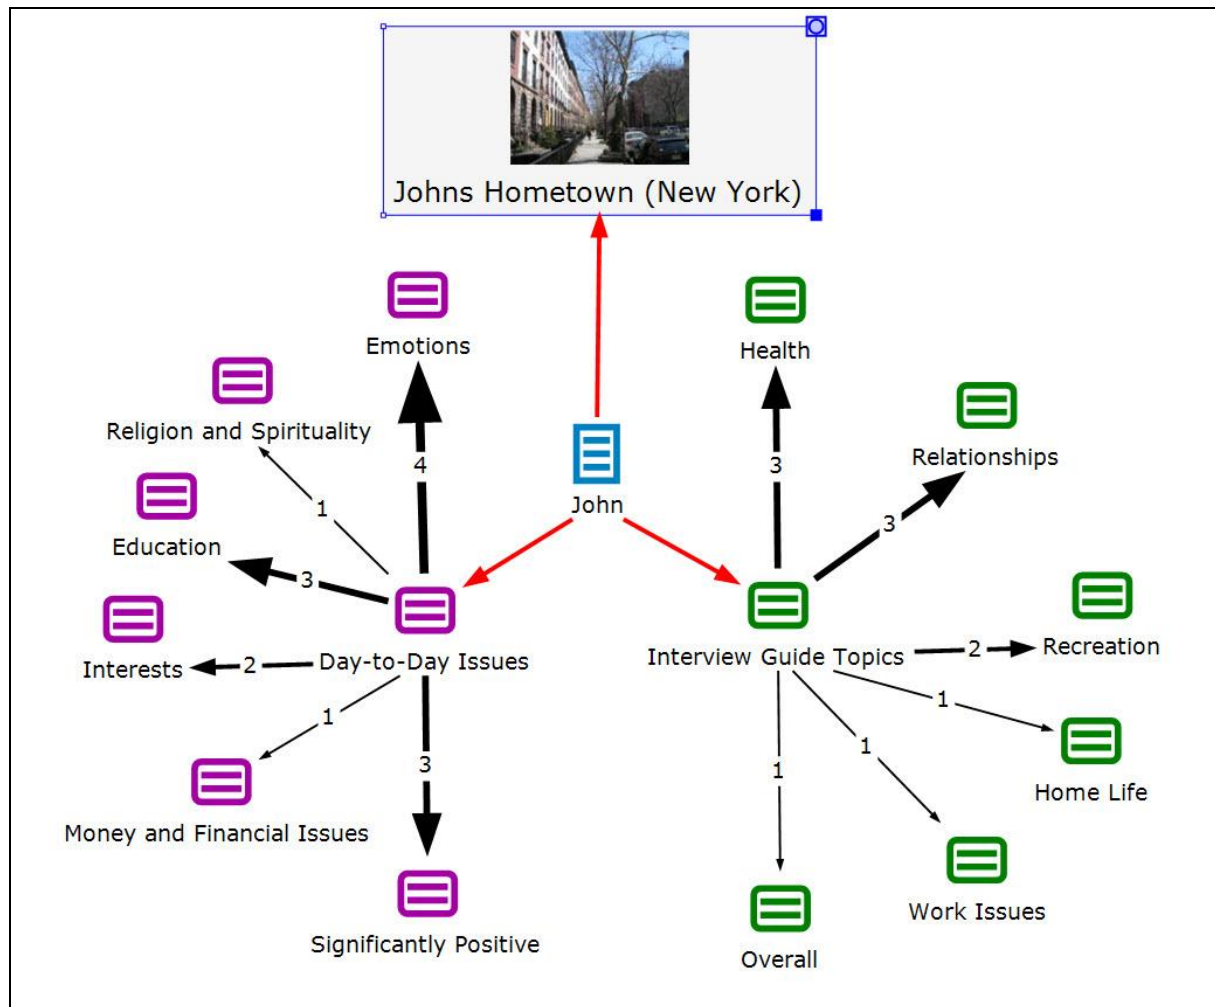 Johns Hometown (New York)
Emotions
Health
Religion and Spirituality
Relationships
4
3
John
1
3
Education
3
Interests
2
Day-to-Day Issues
Interview Guide Topics
2
Recreation
1
1
1
3
1
Home Life
Money and Financial Issues
Work Issues
Significantly Positive
Overall